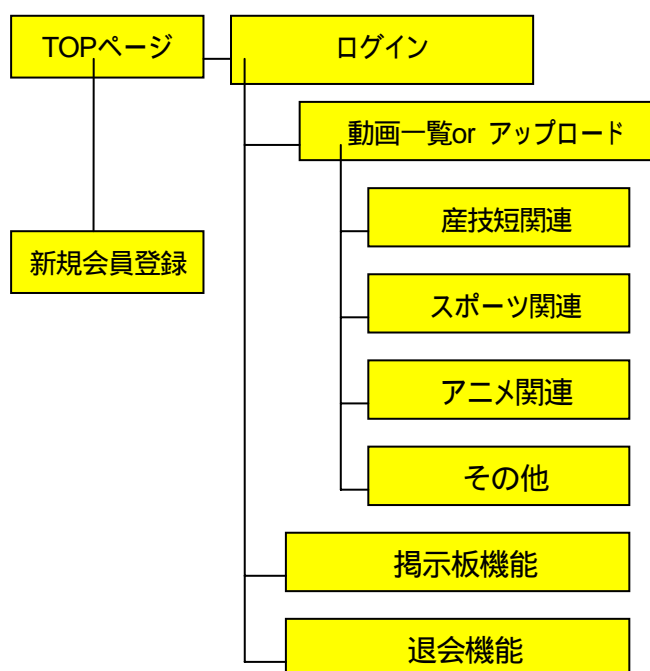 TOPページ
ログイン
動画一覧or アップロード
産技短関連
新規会員登録
スポーツ関連
アニメ関連
その他
掲示板機能
退会機能